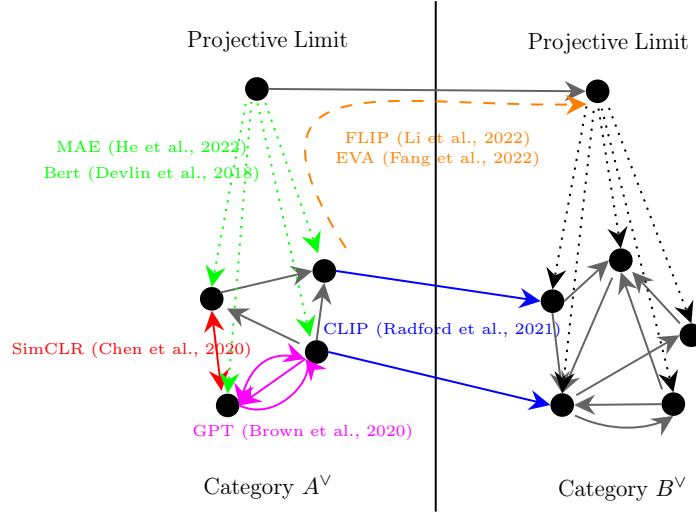 Projective Limit
Projective Limit
MAE (He et al., 2022)
Bert (Devlin et al., 2018)
FLIP (Li et al., 2022)
EVA (Fang et al., 2022)
CLIP (Radford et al., 2021)
SimCLR (Chen et al., 2020)
GPT (Brown et al., 2020)
Category A^∨
Category B^∨